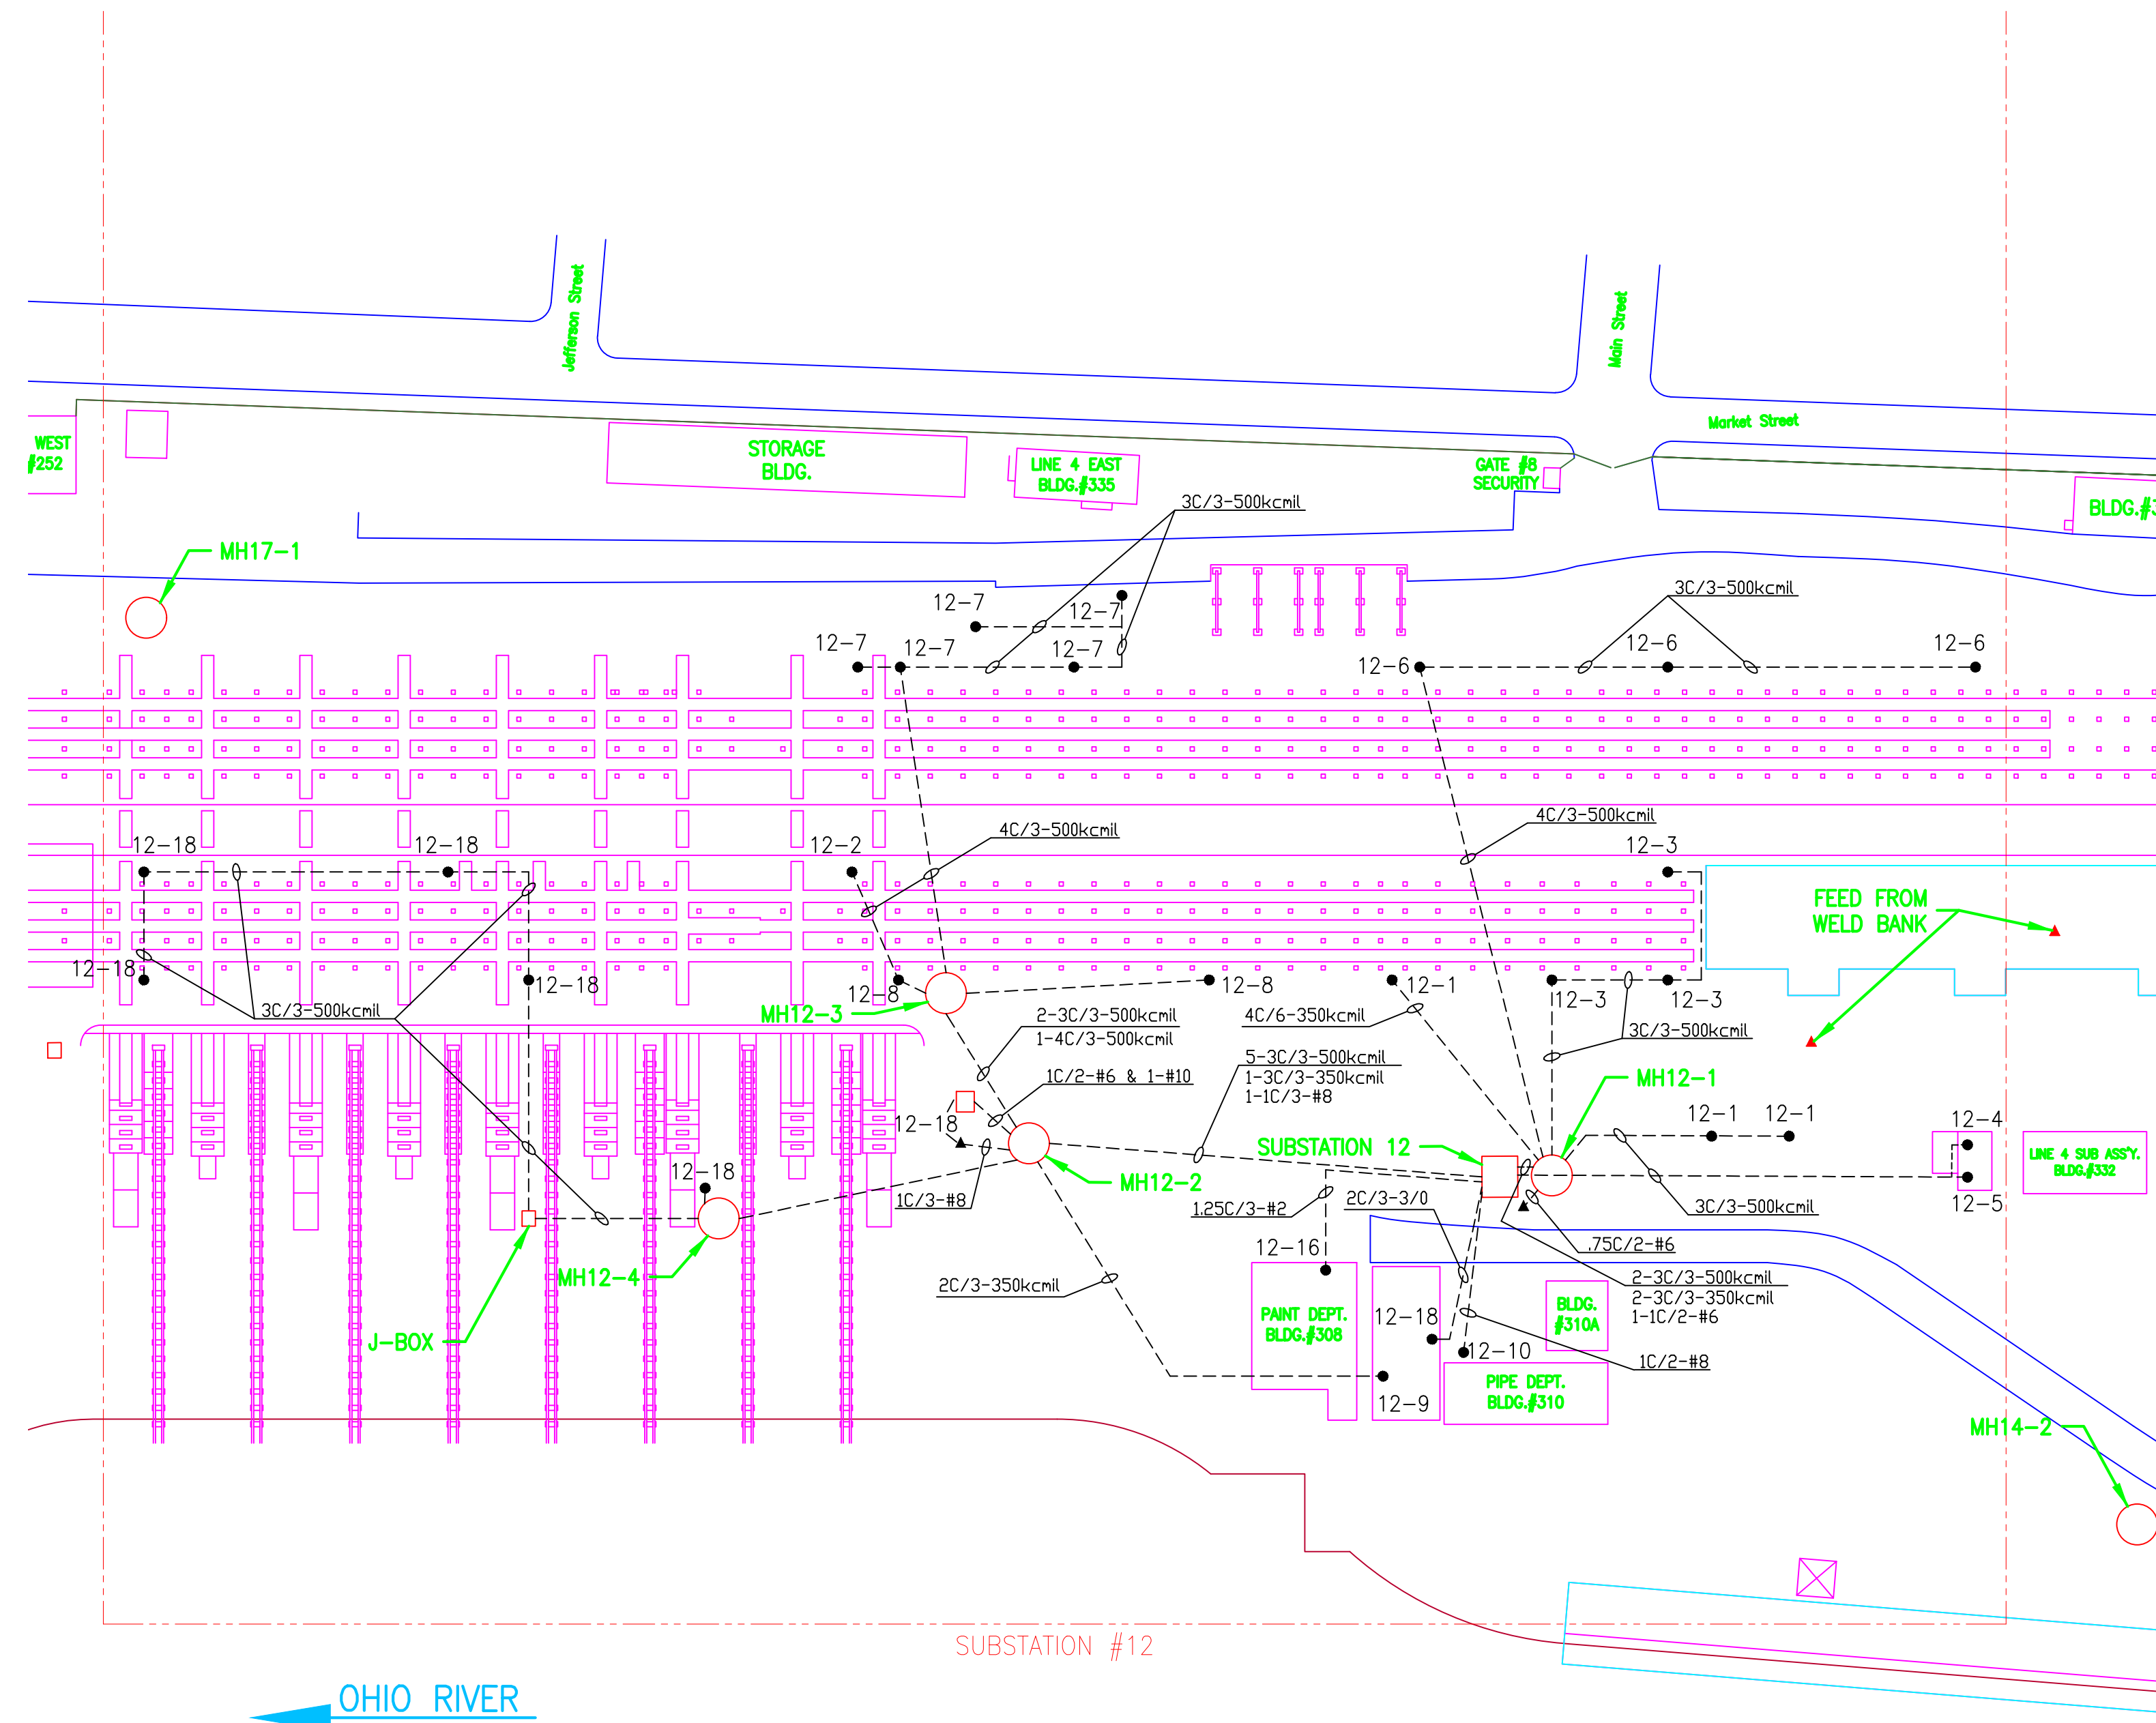 Jefferson Street
Main Street
Market Street
WEST
#252
STORAGE
BLDG.
LINE 4 EAST
BLDG.#335
GATE #8
SECURITY
3C/3-500kcmil
MH17-1
12-7
12-7
12-7
12-7
12-7
3C/3-500kcmil
12-6
12-6
12-6
4C/3-500kcmil
4C/3-500kcmil
12-18
12-18
12-2
12-3
FEED FROM
WELD BANK
12-18
12-18
12-8
12-8
12-1
12-3
12-3
3C/3-500kcmil
MH12-3
2-3C/3-500kcmil
1-4C/3-500kcmil
4C/6-350kcmil
3C/3-500kcmil
5-3C/3-500kcmil
1-3C/3-350kcmil
1-1C/3-#8
1C/2-#6 & 1-#10
MH12-1
12-18
12-1
12-1
12-4
SUBSTATION 12
LINE 4 SUB ASS'Y.
BLDG.#332
12-18
MH12-2
1C/3-#8
1.25C/3-#2
2C/3-3/0
3C/3-500kcmil
12-5
12-16
.75C/2-#6
MH12-4
2C/3-350kcmil
2-3C/3-500kcmil
2-3C/3-350kcmil
1-1C/2-#6
PAINT DEPT.
BLDG.#308
12-18
BLDG.
#310A
J-BOX
12-10
1C/2-#8
PIPE DEPT.
BLDG.#310
12-9
MH14-2
SUBSTATION #12
OHIO RIVER